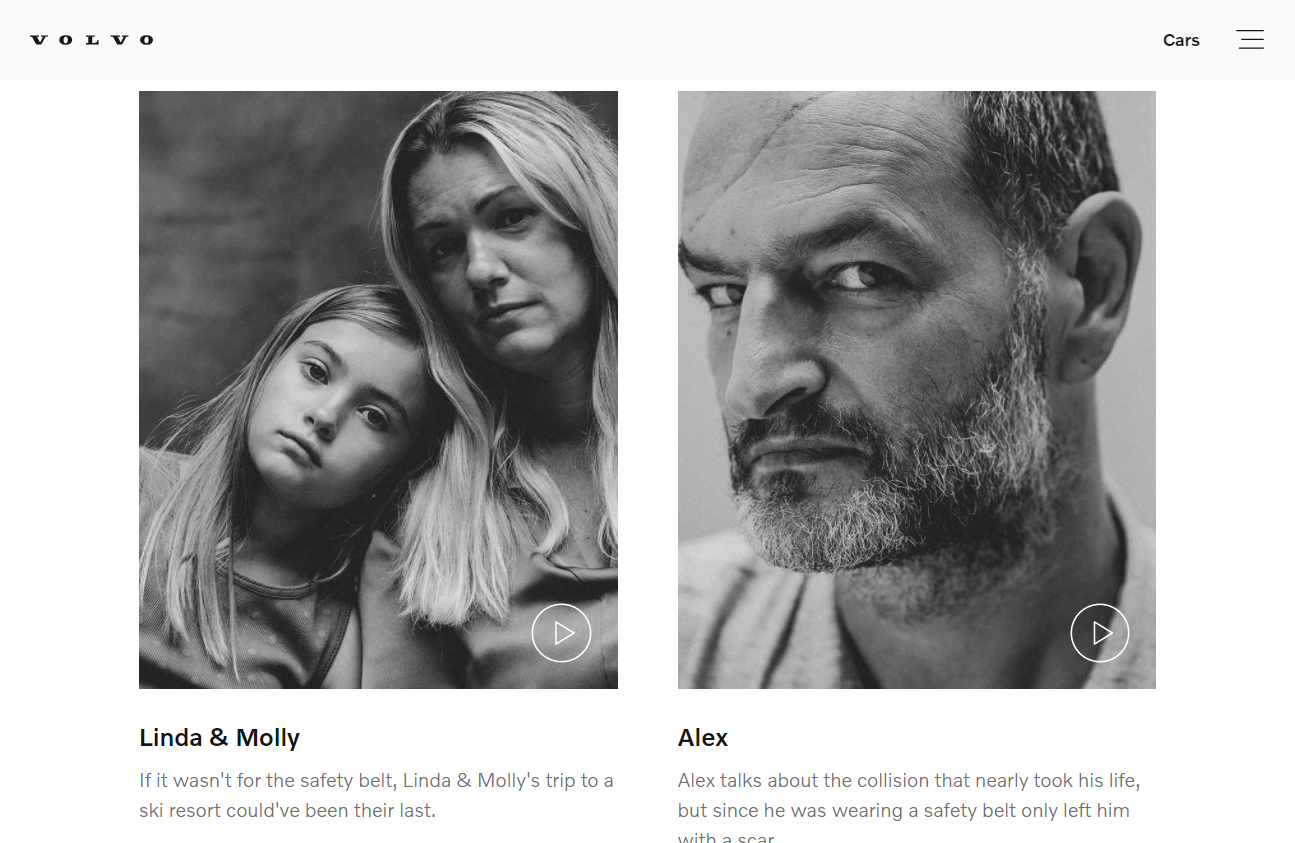 VOLVO
Cars
Linda & Molly
If it wasn't for the safety belt, Linda & Molly's trip to a
ski resort could've been their last.
Alex
Alex talks about the collision that nearly took his life,
but since he was wearing a safety belt only left him
with a scar